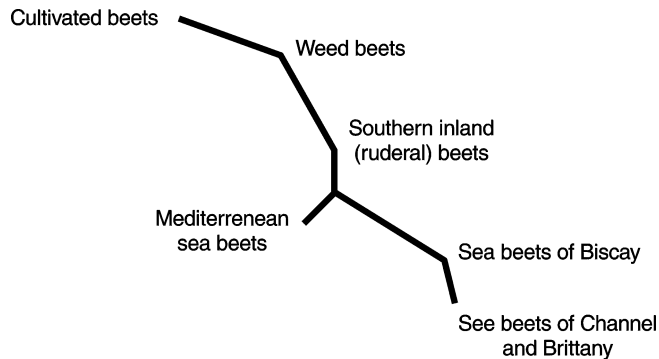 Cultivated beets
Weed beets
Southern inland
(ruderal) beets
Mediterrenean
sea beets
Sea beets of Biscay
See beets of Channel
and Brittany